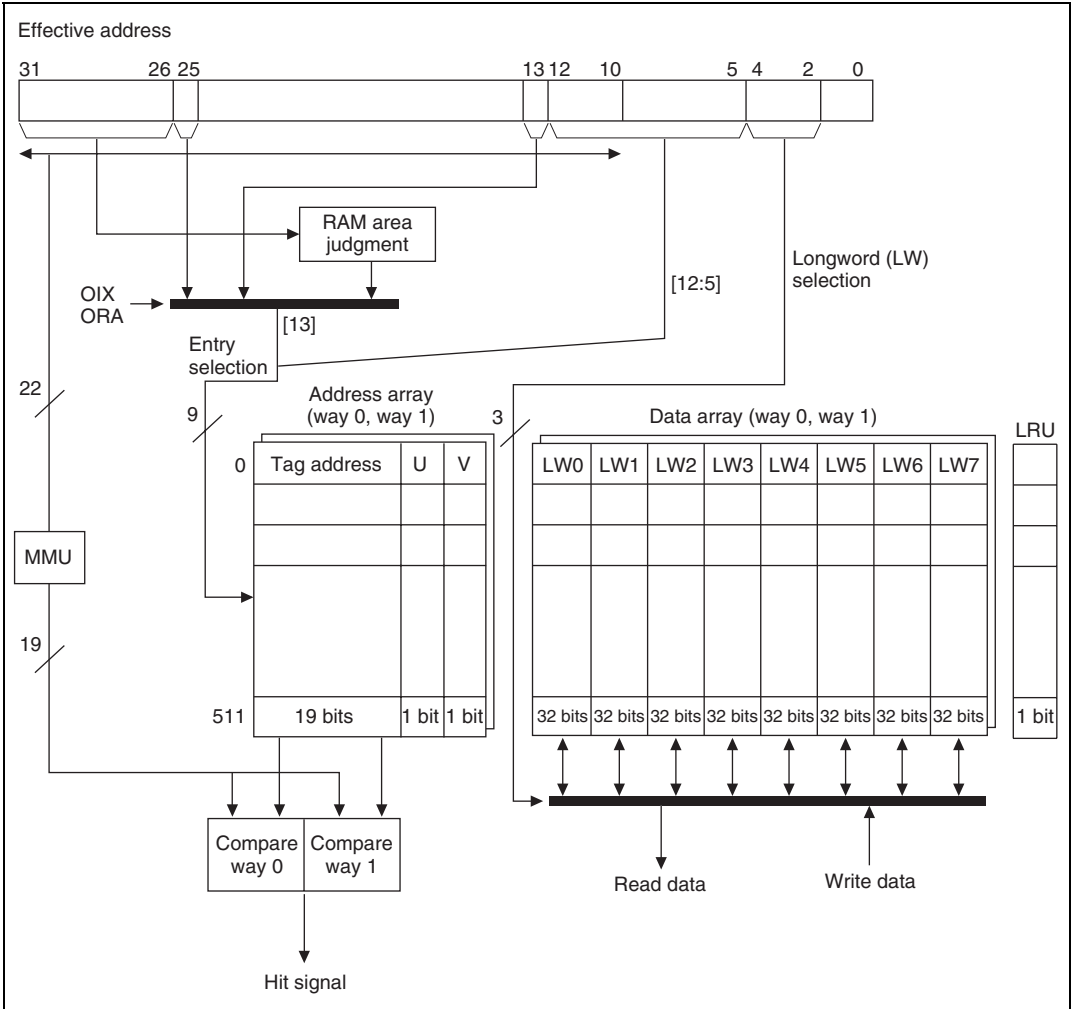 Effective address
31 26 25 13 12 10 5 4 2 0
RAM area
judgment
Longword (LW)
selection
[12:5]
OIX
ORA
[13]
Entry
selection
22
9
Address array
(way 0, way 1)
3
Data array (way 0, way 1)
LRU
0 Tag address U V
LW0 LW1 LW2 LW3 LW4 LW5 LW6 LW7
MMU
19
511 19 bits 1 bit 1 bit
32 bits 32 bits 32 bits 32 bits 32 bits 32 bits 32 bits 32 bits
1 bit
Compare
way 0
Compare
way 1
Read data
Write data
Hit signal